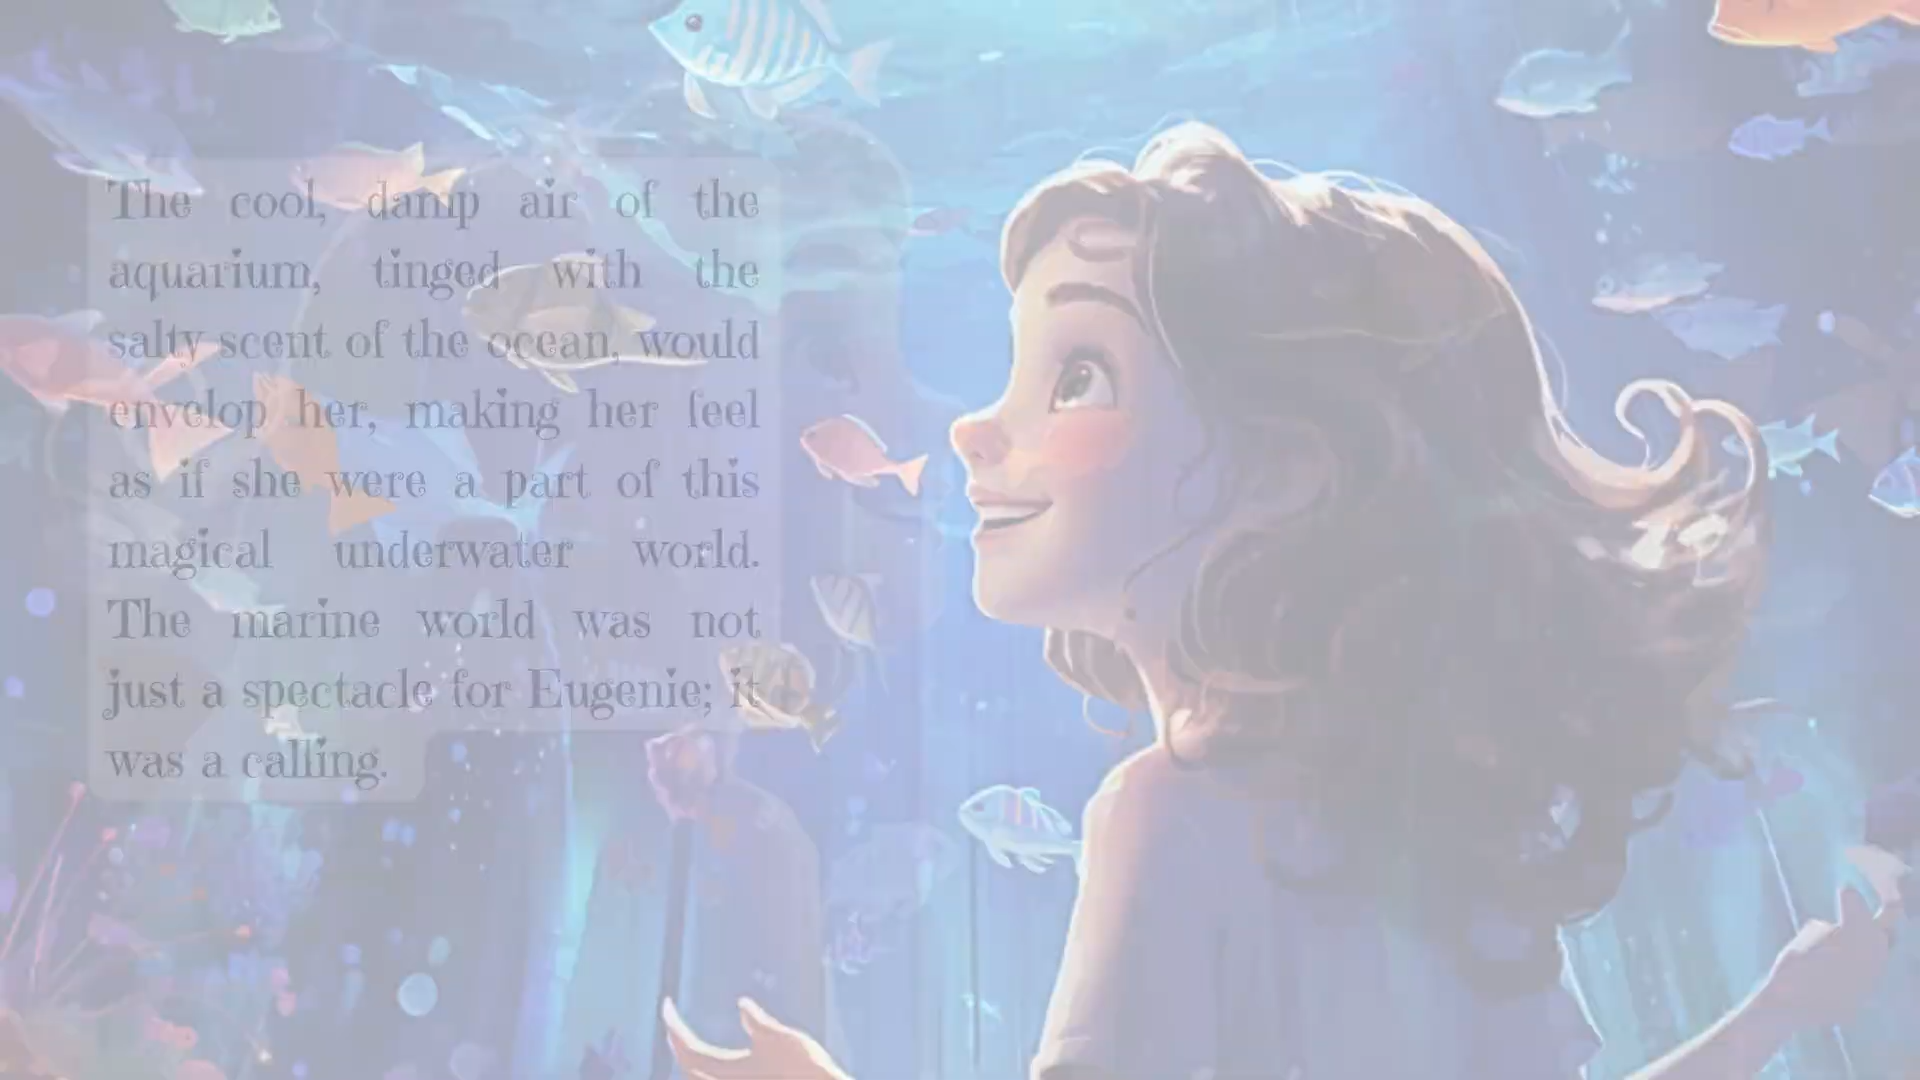 The cool, damp air of the
aquarium, tinged with the
salty scent of the ocean, would
envelop her, making her feel
as if she were a part of this
magical underwater world.
The marine world was not
just a spectacle for Eugenie; it
was a calling.